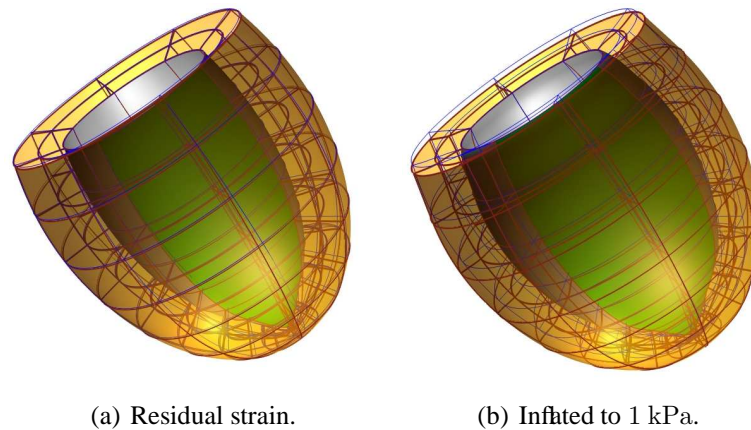 (a) Residual strain.
(b) Inflated to 1 kPa.